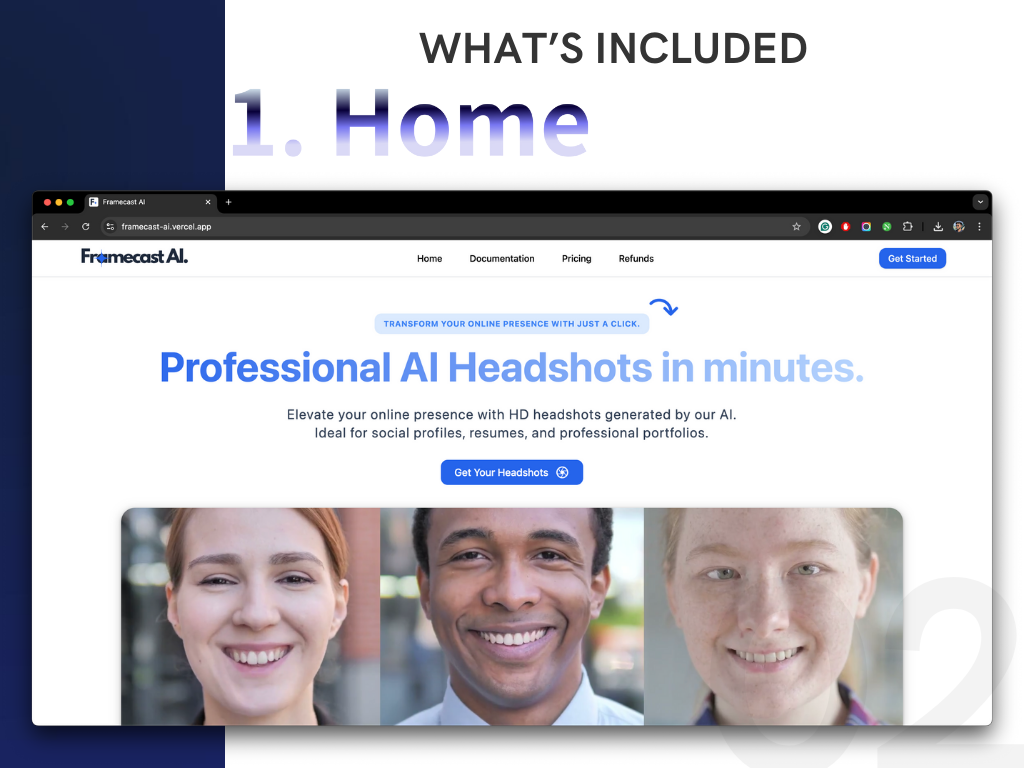 WHAT'S INCLUDED
1. Home
Framecast AI
framecast-ai.vercel.app
Framecast AI.
Home
Documentation
Pricing
Refunds
Get Started
TRANSFORM YOUR ONLINE PRESENCE WITH JUST A CLICK.
Professional AI Headshots in minutes.
Elevate your online presence with HD headshots generated by our AI.
Ideal for social profiles, resumes, and professional portfolios.
Get Your Headshots
02